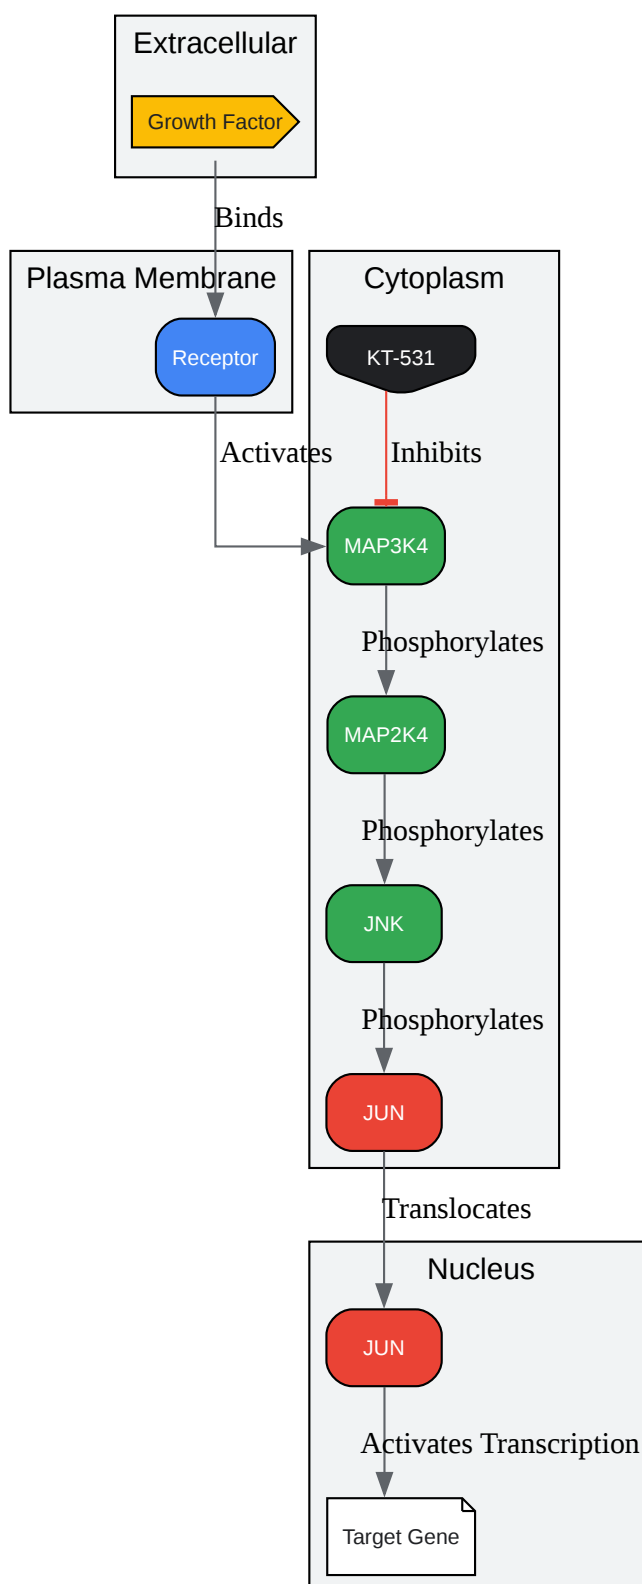 Extracellular
Growth Factor
Binds
Plasma Membrane
Cytoplasm
Receptor
KT-531
Activates
Inhibits
MAP3K4
Phosphorylates
MAP2K4
Phosphorylates
JNK
Phosphorylates
JUN
Translocates
Nucleus
JUN
Activates Transcription
Target Gene